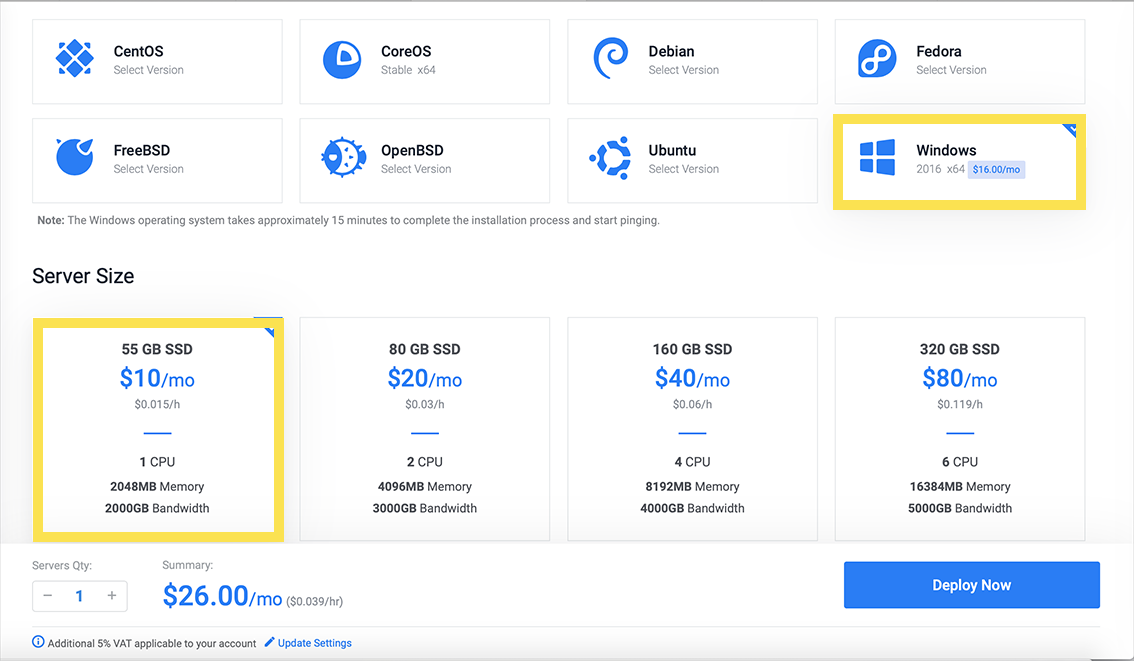 CentOS
Select Version
CoreOS
Stable x64
Debian
Select Version
Fedora
Select Version
FreeBSD
Select Version
OpenBSD
Select Version
Ubuntu
Select Version
Windows
2016 x64 $16.00/mo
Note: The Windows operating system takes approximately 15 minutes to complete the installation process and start pinging.
Server Size
55 GB SSD
$10/mo
$0.015/h
1 CPU
2048MB Memory
2000GB Bandwidth
80 GB SSD
$20/mo
$0.03/h
2 CPU
4096MB Memory
3000GB Bandwidth
160 GB SSD
$40/mo
$0.06/h
4 CPU
8192MB Memory
4000GB Bandwidth
320 GB SSD
$80/mo
$0.119/h
6 CPU
16384MB Memory
5000GB Bandwidth
Servers Qty:
− 1 +
Summary:
$26.00/mo ($0.039/hr)
Deploy Now
Additional 5% VAT applicable to your account Update Settings